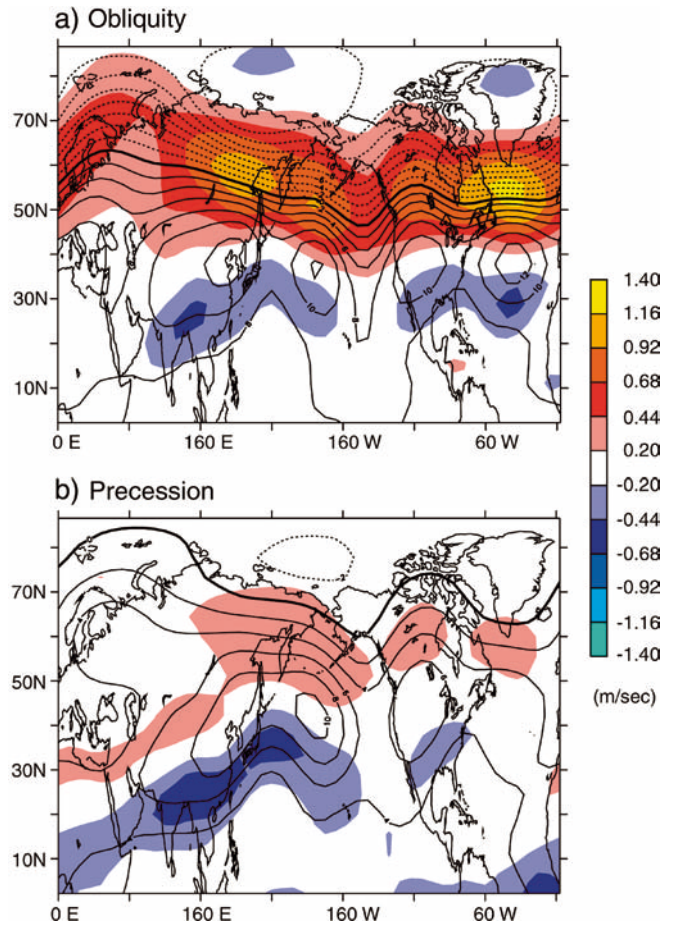 a) Obliquity
70N
50N
30N
10N
0 E 160 E 160 W 60 W
1.40
1.16
0.92
0.68
0.44
0.20
-0.20
-0.44
-0.68
-0.92
-1.16
-1.40
(m/sec)
b) Precession
70N
50N
30N
10N
0 E 160 E 160 W 60 W